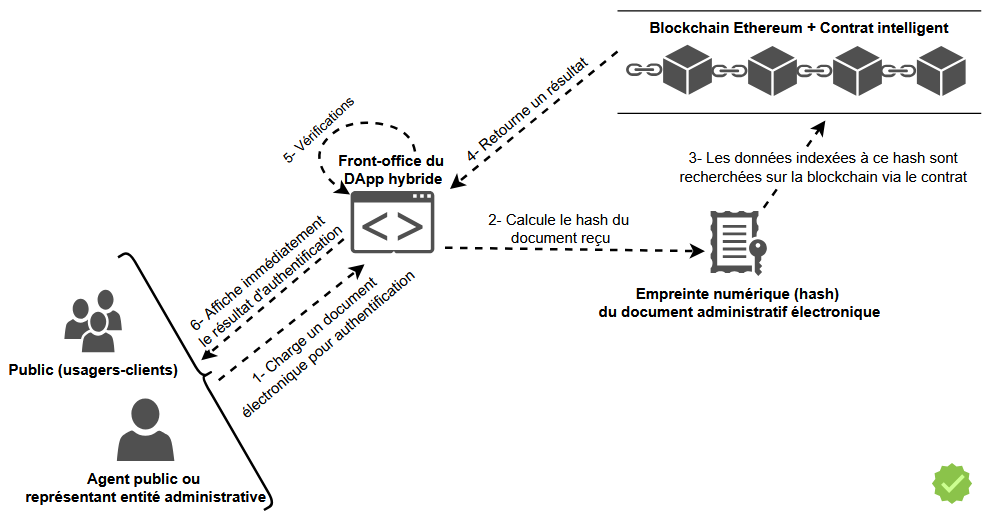 Blockchain Ethereum + Contrat intelligent
4- Retourne un résultat
5- Vérifications
Front-office du
DApp hybride
3- Les données indexées à ce hash sont
recherchées sur la blockchain via le contrat
2- Calcule le hash du
document reçu
6- Affiche immédiatement
le résultat d'authentification
1- Charge un document
électronique pour authentification
Empreinte numérique (hash)
du document administratif électronique
Public (usagers-clients)
Agent public ou
représentant entité administrative